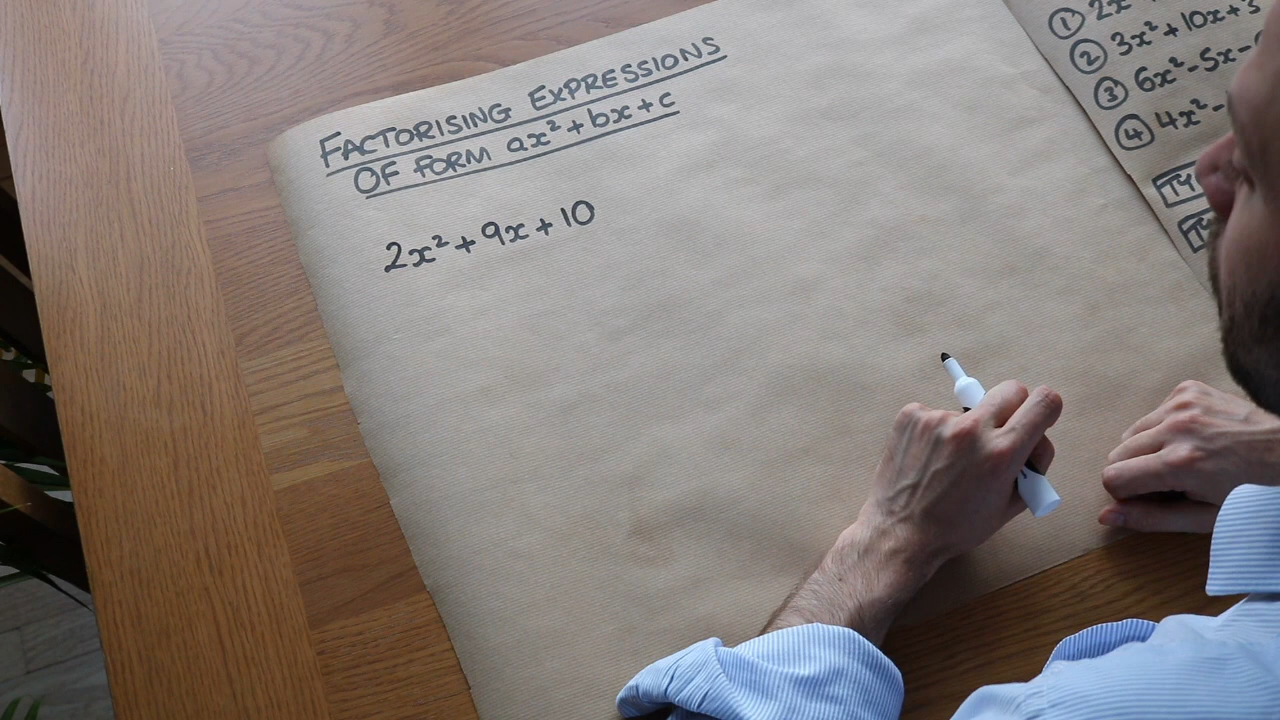 FACTORISING EXPRESSIONS
OF FORM ax² + bx + c
2x² + 9x + 10
① 2x²
② 3x² + 10x + 3
③ 6x² - 5x -
④ 4x² -